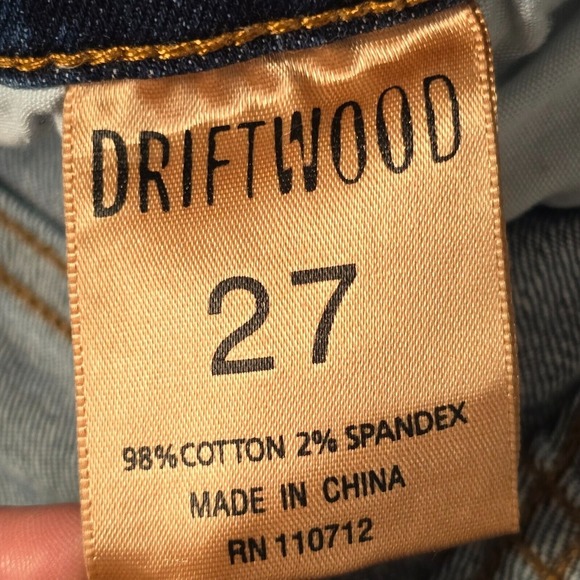 DRIFTWOOD
27
98% COTTON 2% SPANDEX
MADE IN CHINA
RN 110712